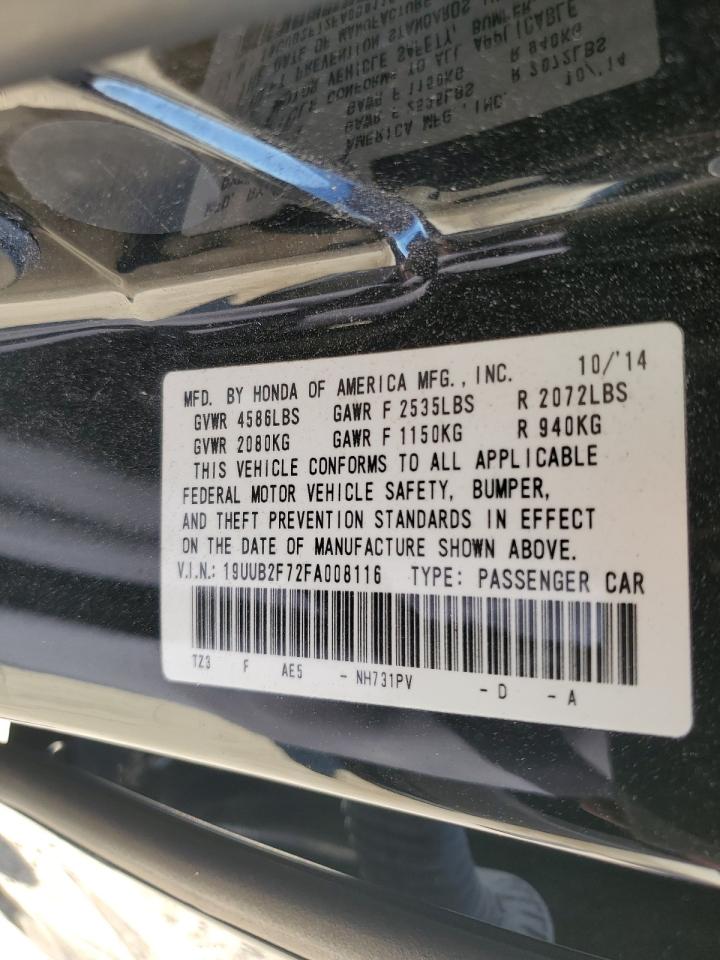 MFD. BY HONDA OF AMERICA MFG., INC. 10/'14
GVWR 4586LBS GAWR F 2535LBS R 2072LBS
GVWR 2080KG GAWR F 1150KG R 940KG
THIS VEHICLE CONFORMS TO ALL APPLICABLE
FEDERAL MOTOR VEHICLE SAFETY, BUMPER,
AND THEFT PREVENTION STANDARDS IN EFFECT
ON THE DATE OF MANUFACTURE SHOWN ABOVE.
V.I.N.: 19UUB2F72FA008116 TYPE: PASSENGER CAR
TZ3 F AE5 - NH731PV - D - A